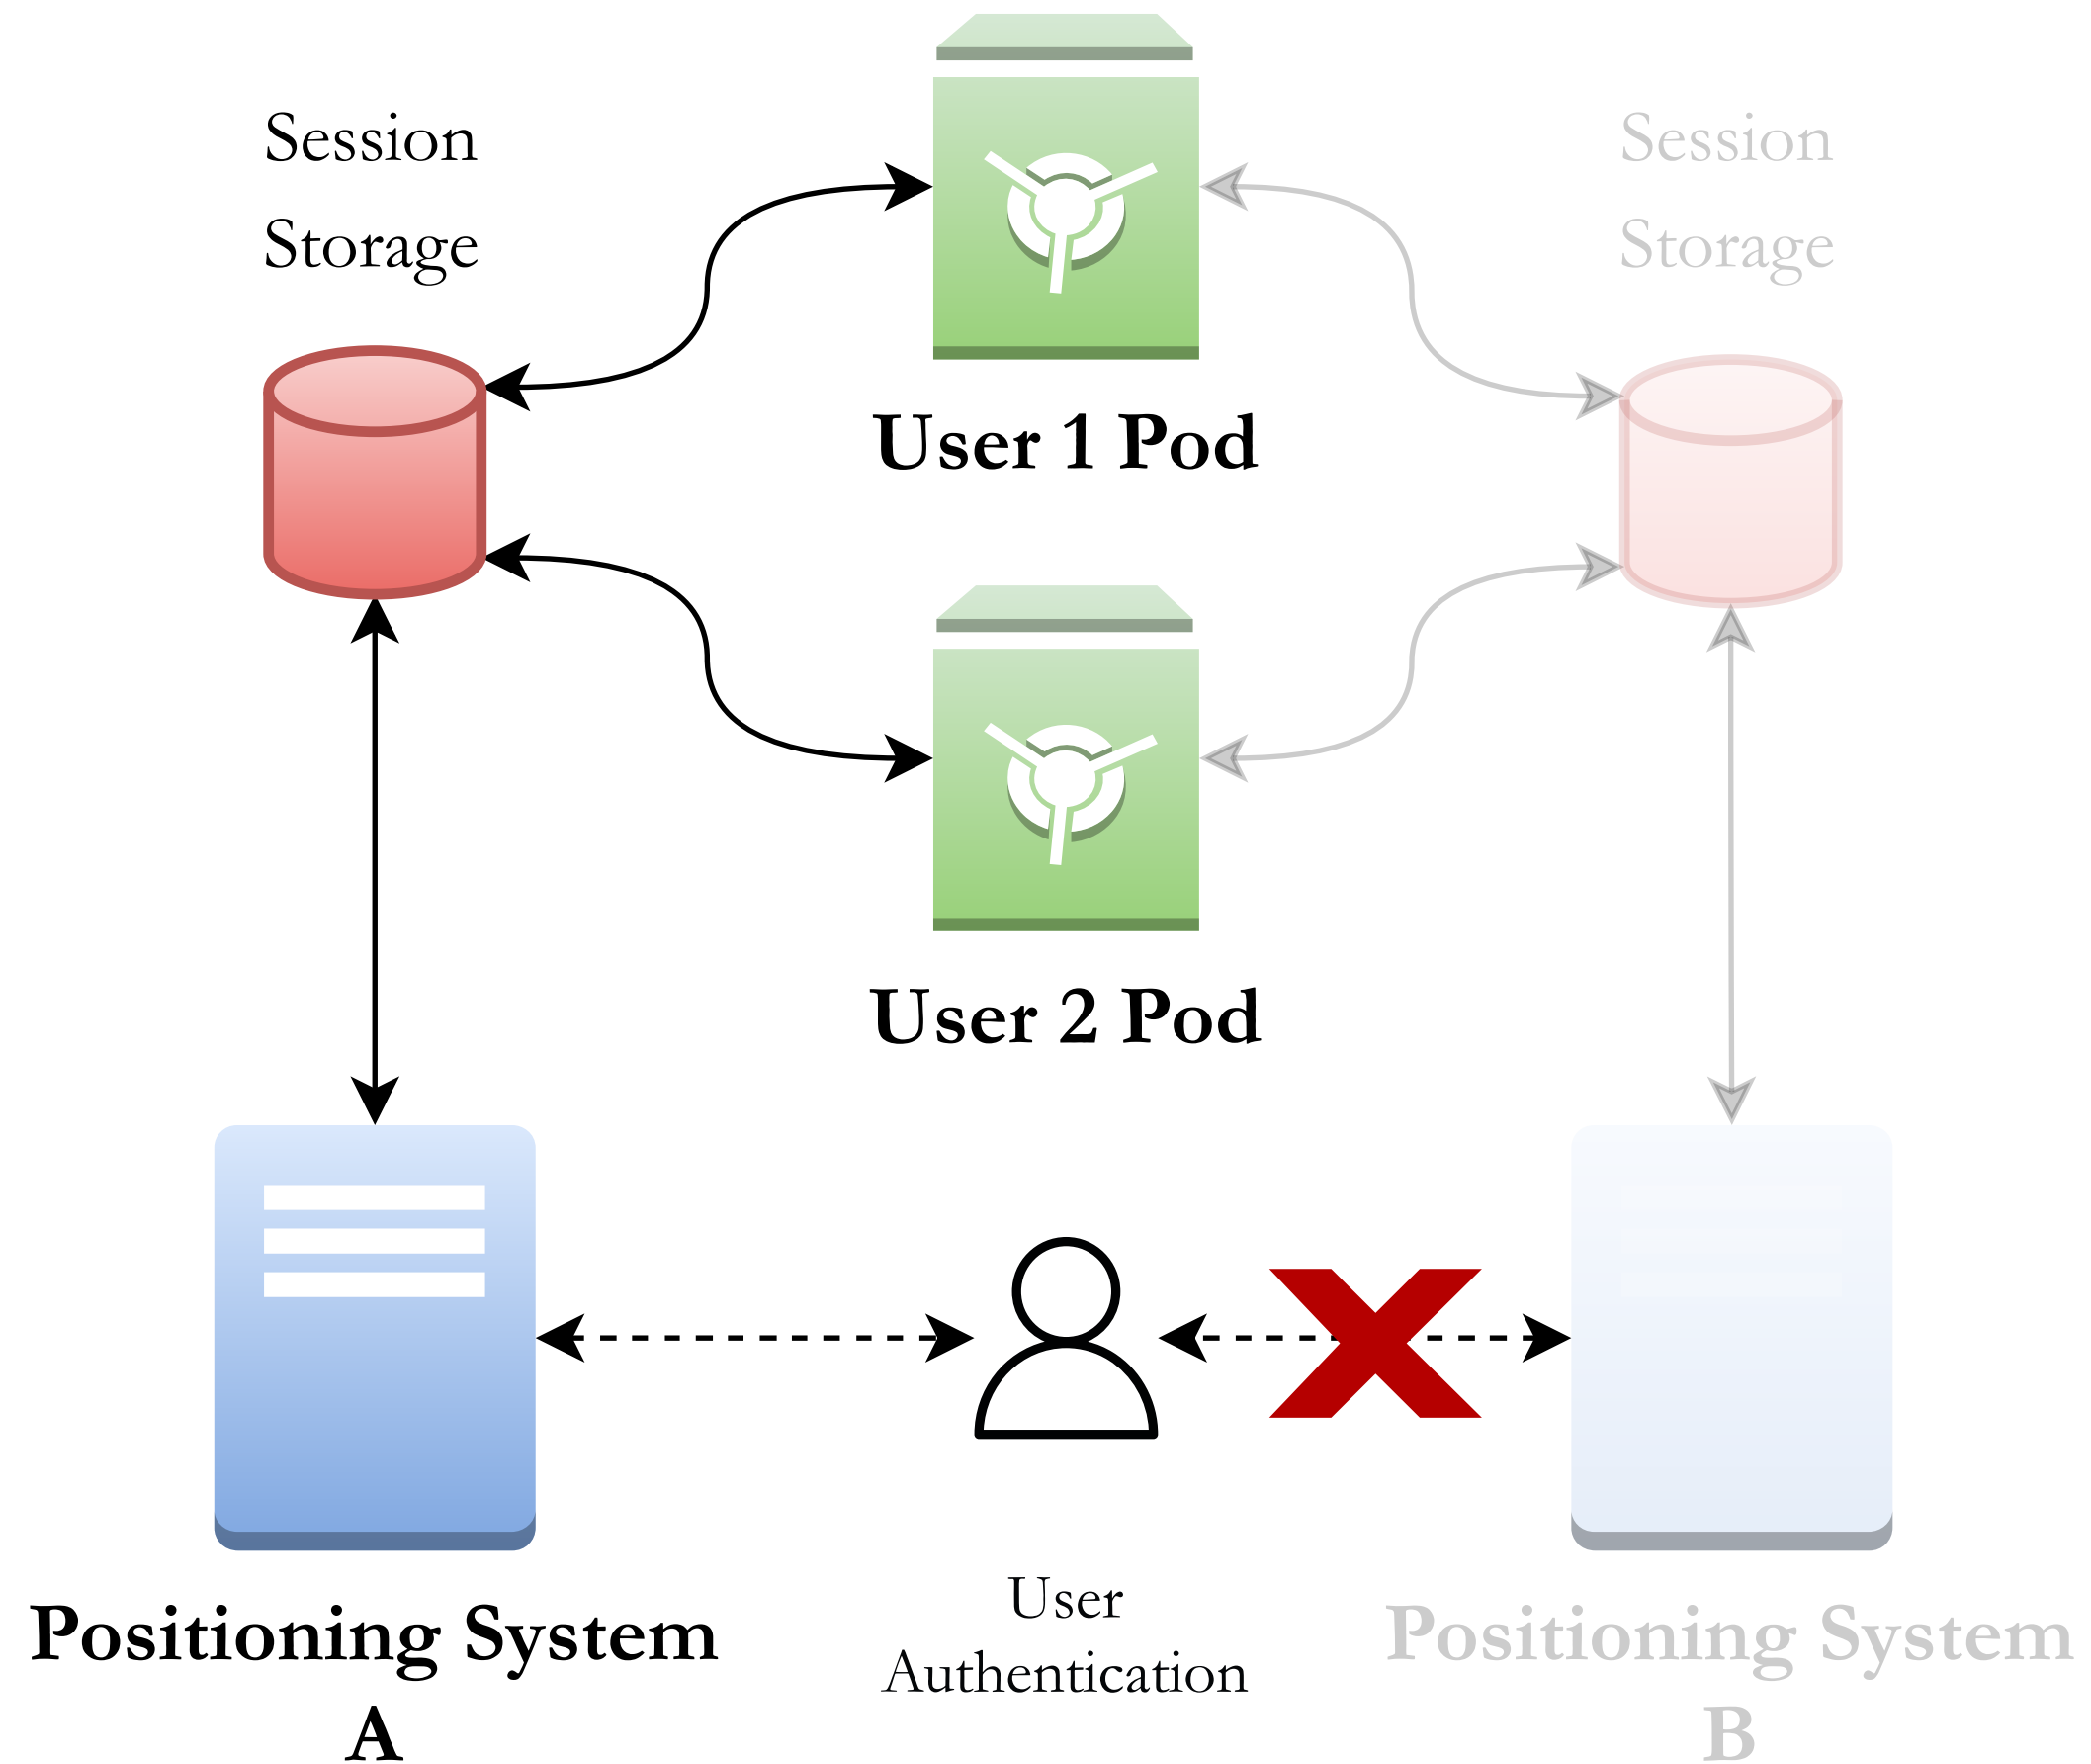 Session
Storage
Session
Storage
User 1 Pod
User 2 Pod
Positioning System
A
User
Authentication
Positioning System
B